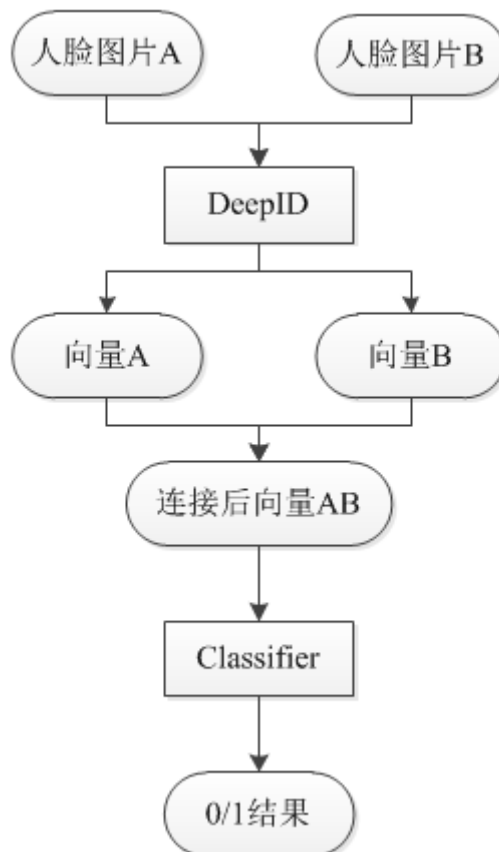 人脸图片A
人脸图片B
DeepID
向量A
向量B
连接后向量AB
Classifier
0/1结果